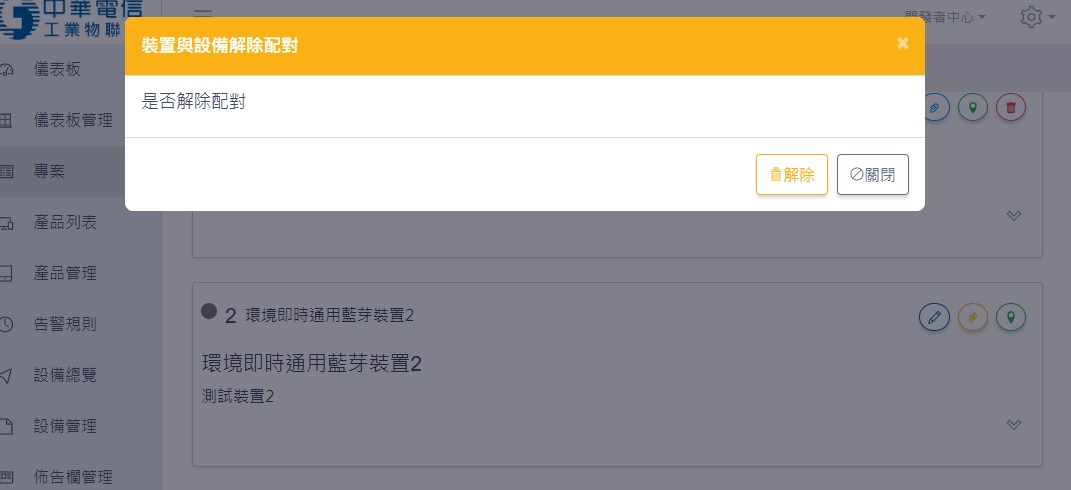 中華電信
工業物聯
開發者中心
裝置與設備解除配對
是否解除配對
解除
關閉
儀表板
儀表板管理
專案
產品列表
產品管理
告警規則
設備總覽
設備管理
佈告欄管理
2 環境即時通用藍芽裝置2
環境即時通用藍芽裝置2
測試裝置2